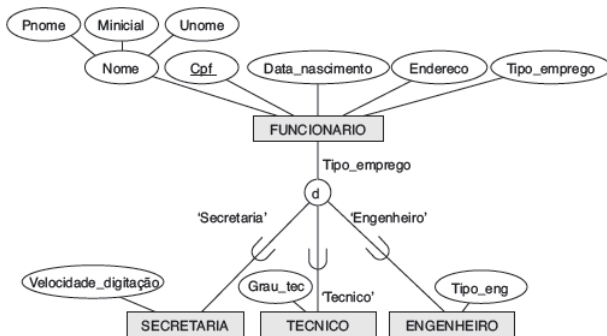 Pnome
Minicial
Unome
Nome
Cpf
Data_nascimento
Endereco
Tipo_emprego
FUNCIONARIO
Tipo_emprego
d
'Secretaria'
'Engenheiro'
Velocidade_digitação
Grau_tec
'Tecnico'
Tipo_eng
SECRETARIA
TECNICO
ENGENHEIRO